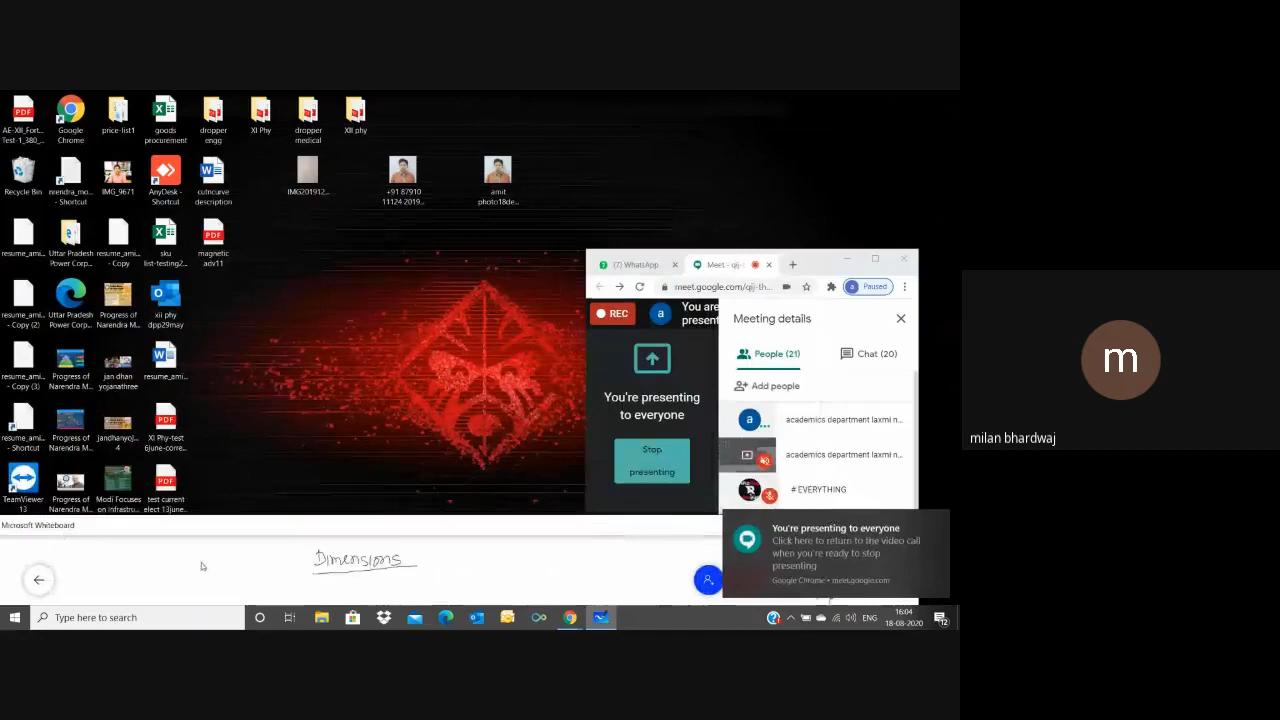 AE-XII_Fort...
Test-1_380_...
Google
Chrome
price-list1
goods
procurement
dropper
engg
XI Phy
dropper
medical
XII phy
Recycle Bin
nrendra_mo...
- Shortcut
IMG_9671
AnyDesk -
Shortcut
cutncurve
description
IMG201912...
+91 87910
11124 2019...
amit
photo18de...
resume_ami...
Uttar Pradesh
Power Corp...
resume_ami...
- Copy
sku
list-testing2...
magnetic
adv11
resume_ami...
- Copy (2)
Uttar Pradesh
Power Corp...
Progress of
Narendra M...
xii phy
dpp29may
resume_ami...
- Copy (3)
Progress of
Narendra M...
jan dhan
yojanathree
resume_ami...
resume_ami...
- Shortcut
Progress of
Narendra M...
jandhanyoj...
4
XI Phy-test
6june-corre...
TeamViewer
13
Progress of
Narendra M...
Modi Focuses
on Infrastru...
test current
elect 13june...
(7) WhatsApp
Meet - qij-t
meet.google.com/qij-th...
a
Paused
REC
a
You are
present
You're presenting
to everyone
Stop
presenting
Meeting details
People (21)
Chat (20)
Add people
a
academics department laxmi n...
academics department laxmi n...
# EVERYTHING
You're presenting to everyone
Click here to return to the video call
when you're ready to stop
presenting
Google Chrome • meet.google.com
Microsoft Whiteboard
Dimensions
Type here to search
ENG
16:04
18-08-2020
12
m
milan bhardwaj